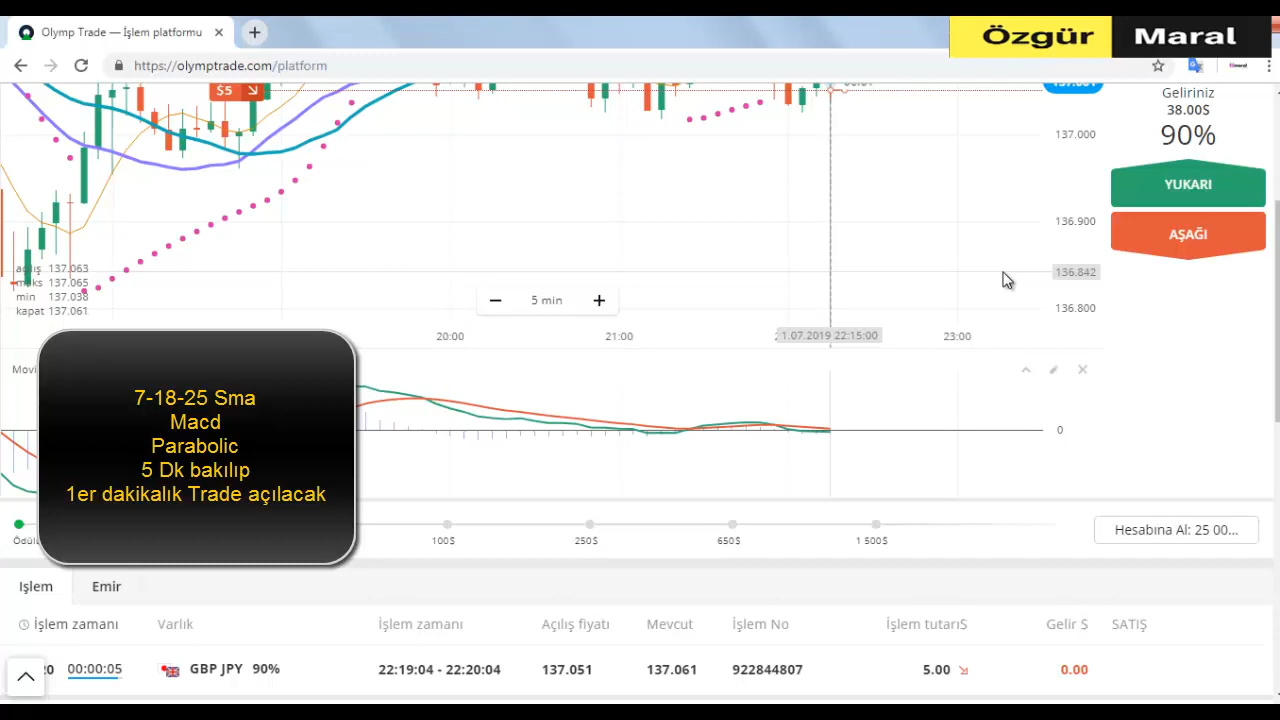 Olymp Trade — İşlem platformu
Özgür Maral
https://olymptrade.com/platform
$5
Geliriniz
38.00$
90%
137.000
YUKARI
136.900
AŞAĞI
açılış 137.063
maks 137.065
min 137.038
kapat 137.061
136.842
5 min
136.800
20:00
21:00
1.07.2019 22:15:00
23:00
Movi
7-18-25 Sma
Macd
Parabolic
5 Dk bakılıp
1er dakikalık Trade açılacak
0
100$
250$
650$
1 500$
Hesabına Al: 25 00...
İşlem
Emir
İşlem zamanı
Varlık
İşlem zamanı
Açılış fiyatı
Mevcut
İşlem No
İşlem tutarı$
Gelir $
SATIŞ
00:00:05
GBP JPY 90%
22:19:04 - 22:20:04
137.051
137.061
922844807
5.00
0.00